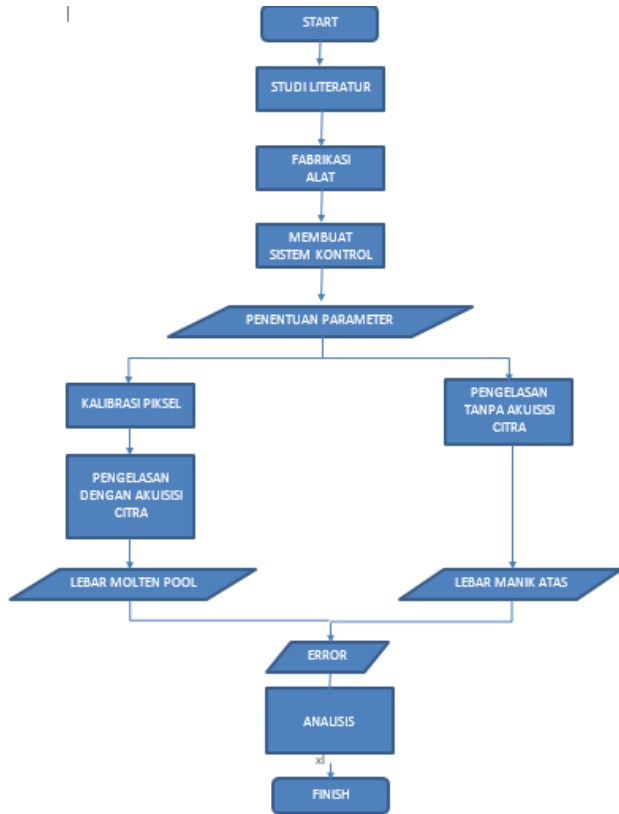 START
STUDI LITERATUR
FABRIKASI
ALAT
MEMBUAT
SISTEM KONTROL
PENENTUAN PARAMETER
KALIBRASI PIKSEL
PENGELASAN
DENGAN AKUISISI
CITRA
LEBAR MOLTEN POOL
PENGELASAN
TANPA AKUISISI
CITRA
LEBAR MANIK ATAS
ERROR
ANALISIS
xl
FINISH